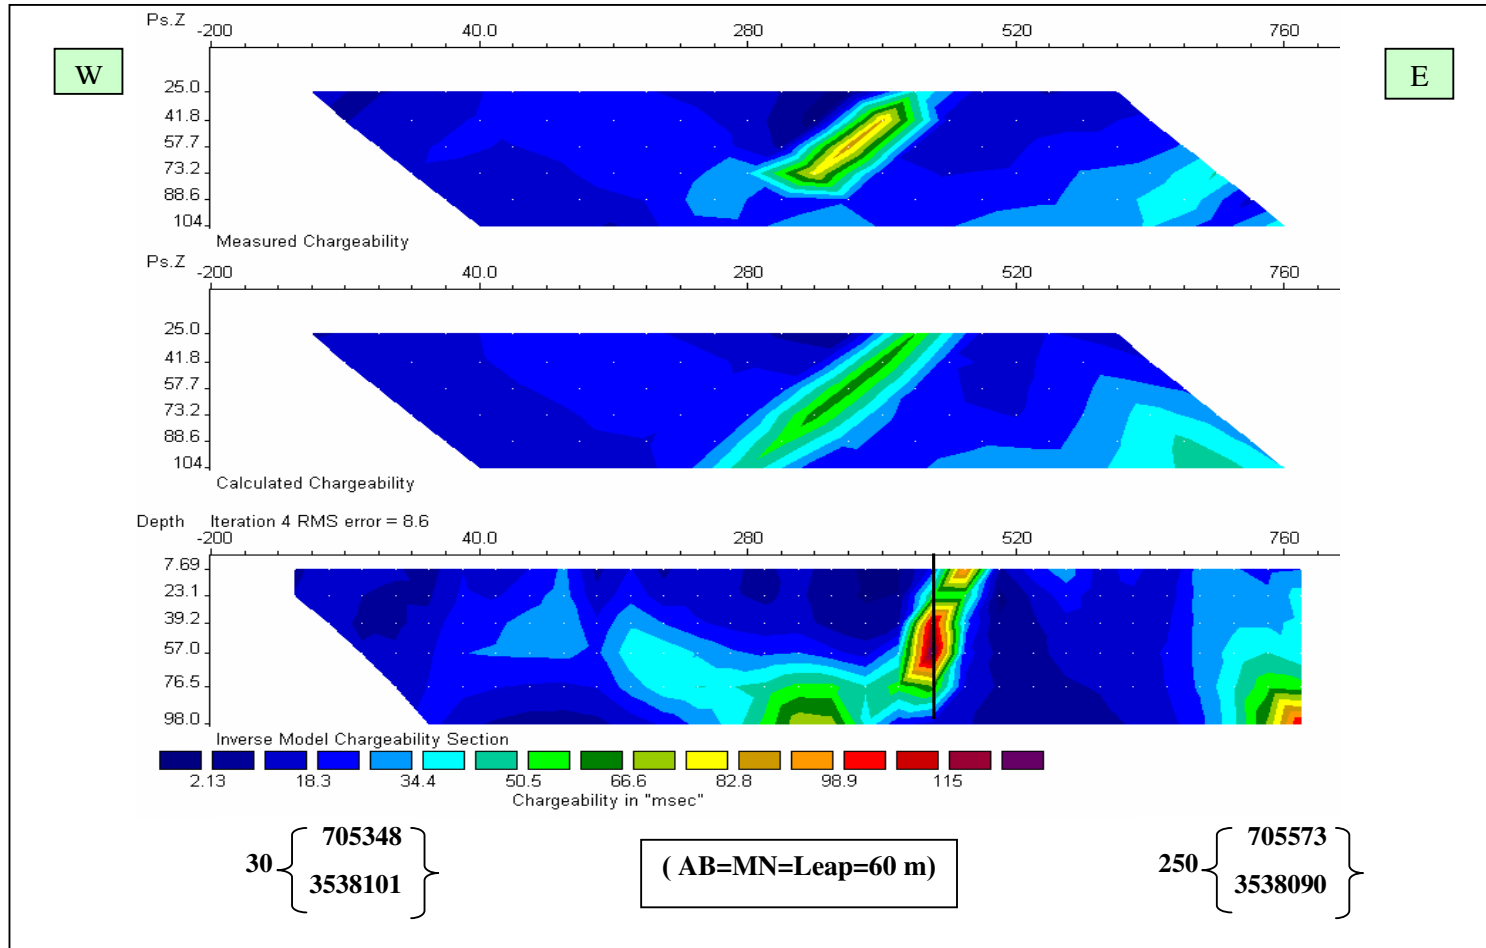 Ps.Z -200 40.0 280 520 760
W
E
25.0
41.8
57.7
73.2
88.6
104
Measured Chargeability
Ps.Z -200 40.0 280 520 760
25.0
41.8
57.7
73.2
88.6
104
Calculated Chargeability
Depth Iteration 4 RMS error = 8.6
-200 40.0 280 520 760
7.69
23.1
39.2
57.0
76.5
98.0
Inverse Model Chargeability Section
2.13 18.3 34.4 50.5 66.6 82.8 98.9 115
Chargeability in "msec"
30 { 705348 }
3538101
( AB=MN=Leap=60 m)
250 { 705573 }
3538090